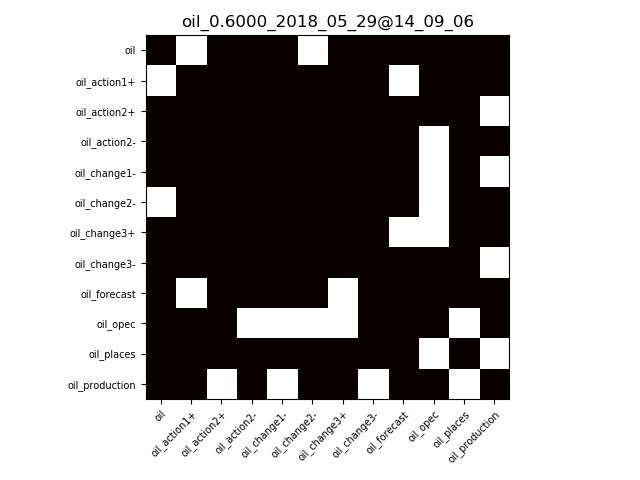 oil_0.6000_2018_05_29@14_09_06
oil
oil_action1+
oil_action2+
oil_action2-
oil_change1-
oil_change2-
oil_change3+
oil_change3-
oil_forecast
oil_opec
oil_places
oil_production
oil
oil_action1+
oil_action2+
oil_action2-
oil_change1-
oil_change2-
oil_change3+
oil_change3-
oil_forecast
oil_opec
oil_places
oil_production